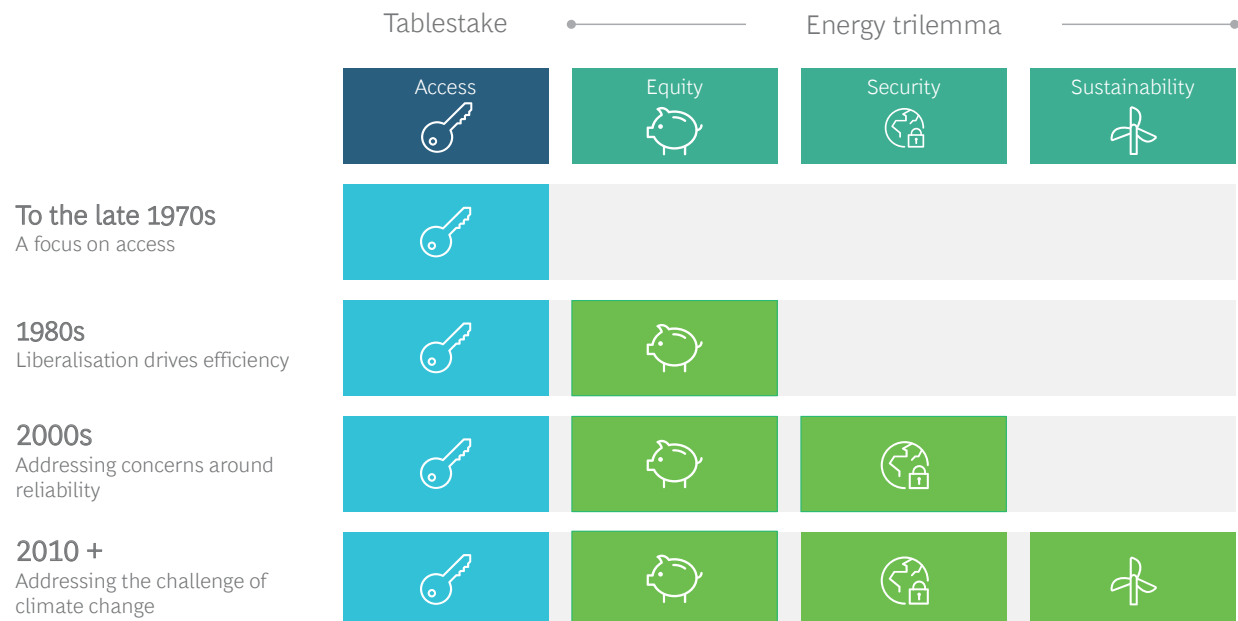 Tablestake
Energy trilemma
Access
Equity
Security
Sustainability
To the late 1970s
A focus on access
1980s
Liberalisation drives efficiency
2000s
Addressing concerns around
reliability
2010 +
Addressing the challenge of
climate change